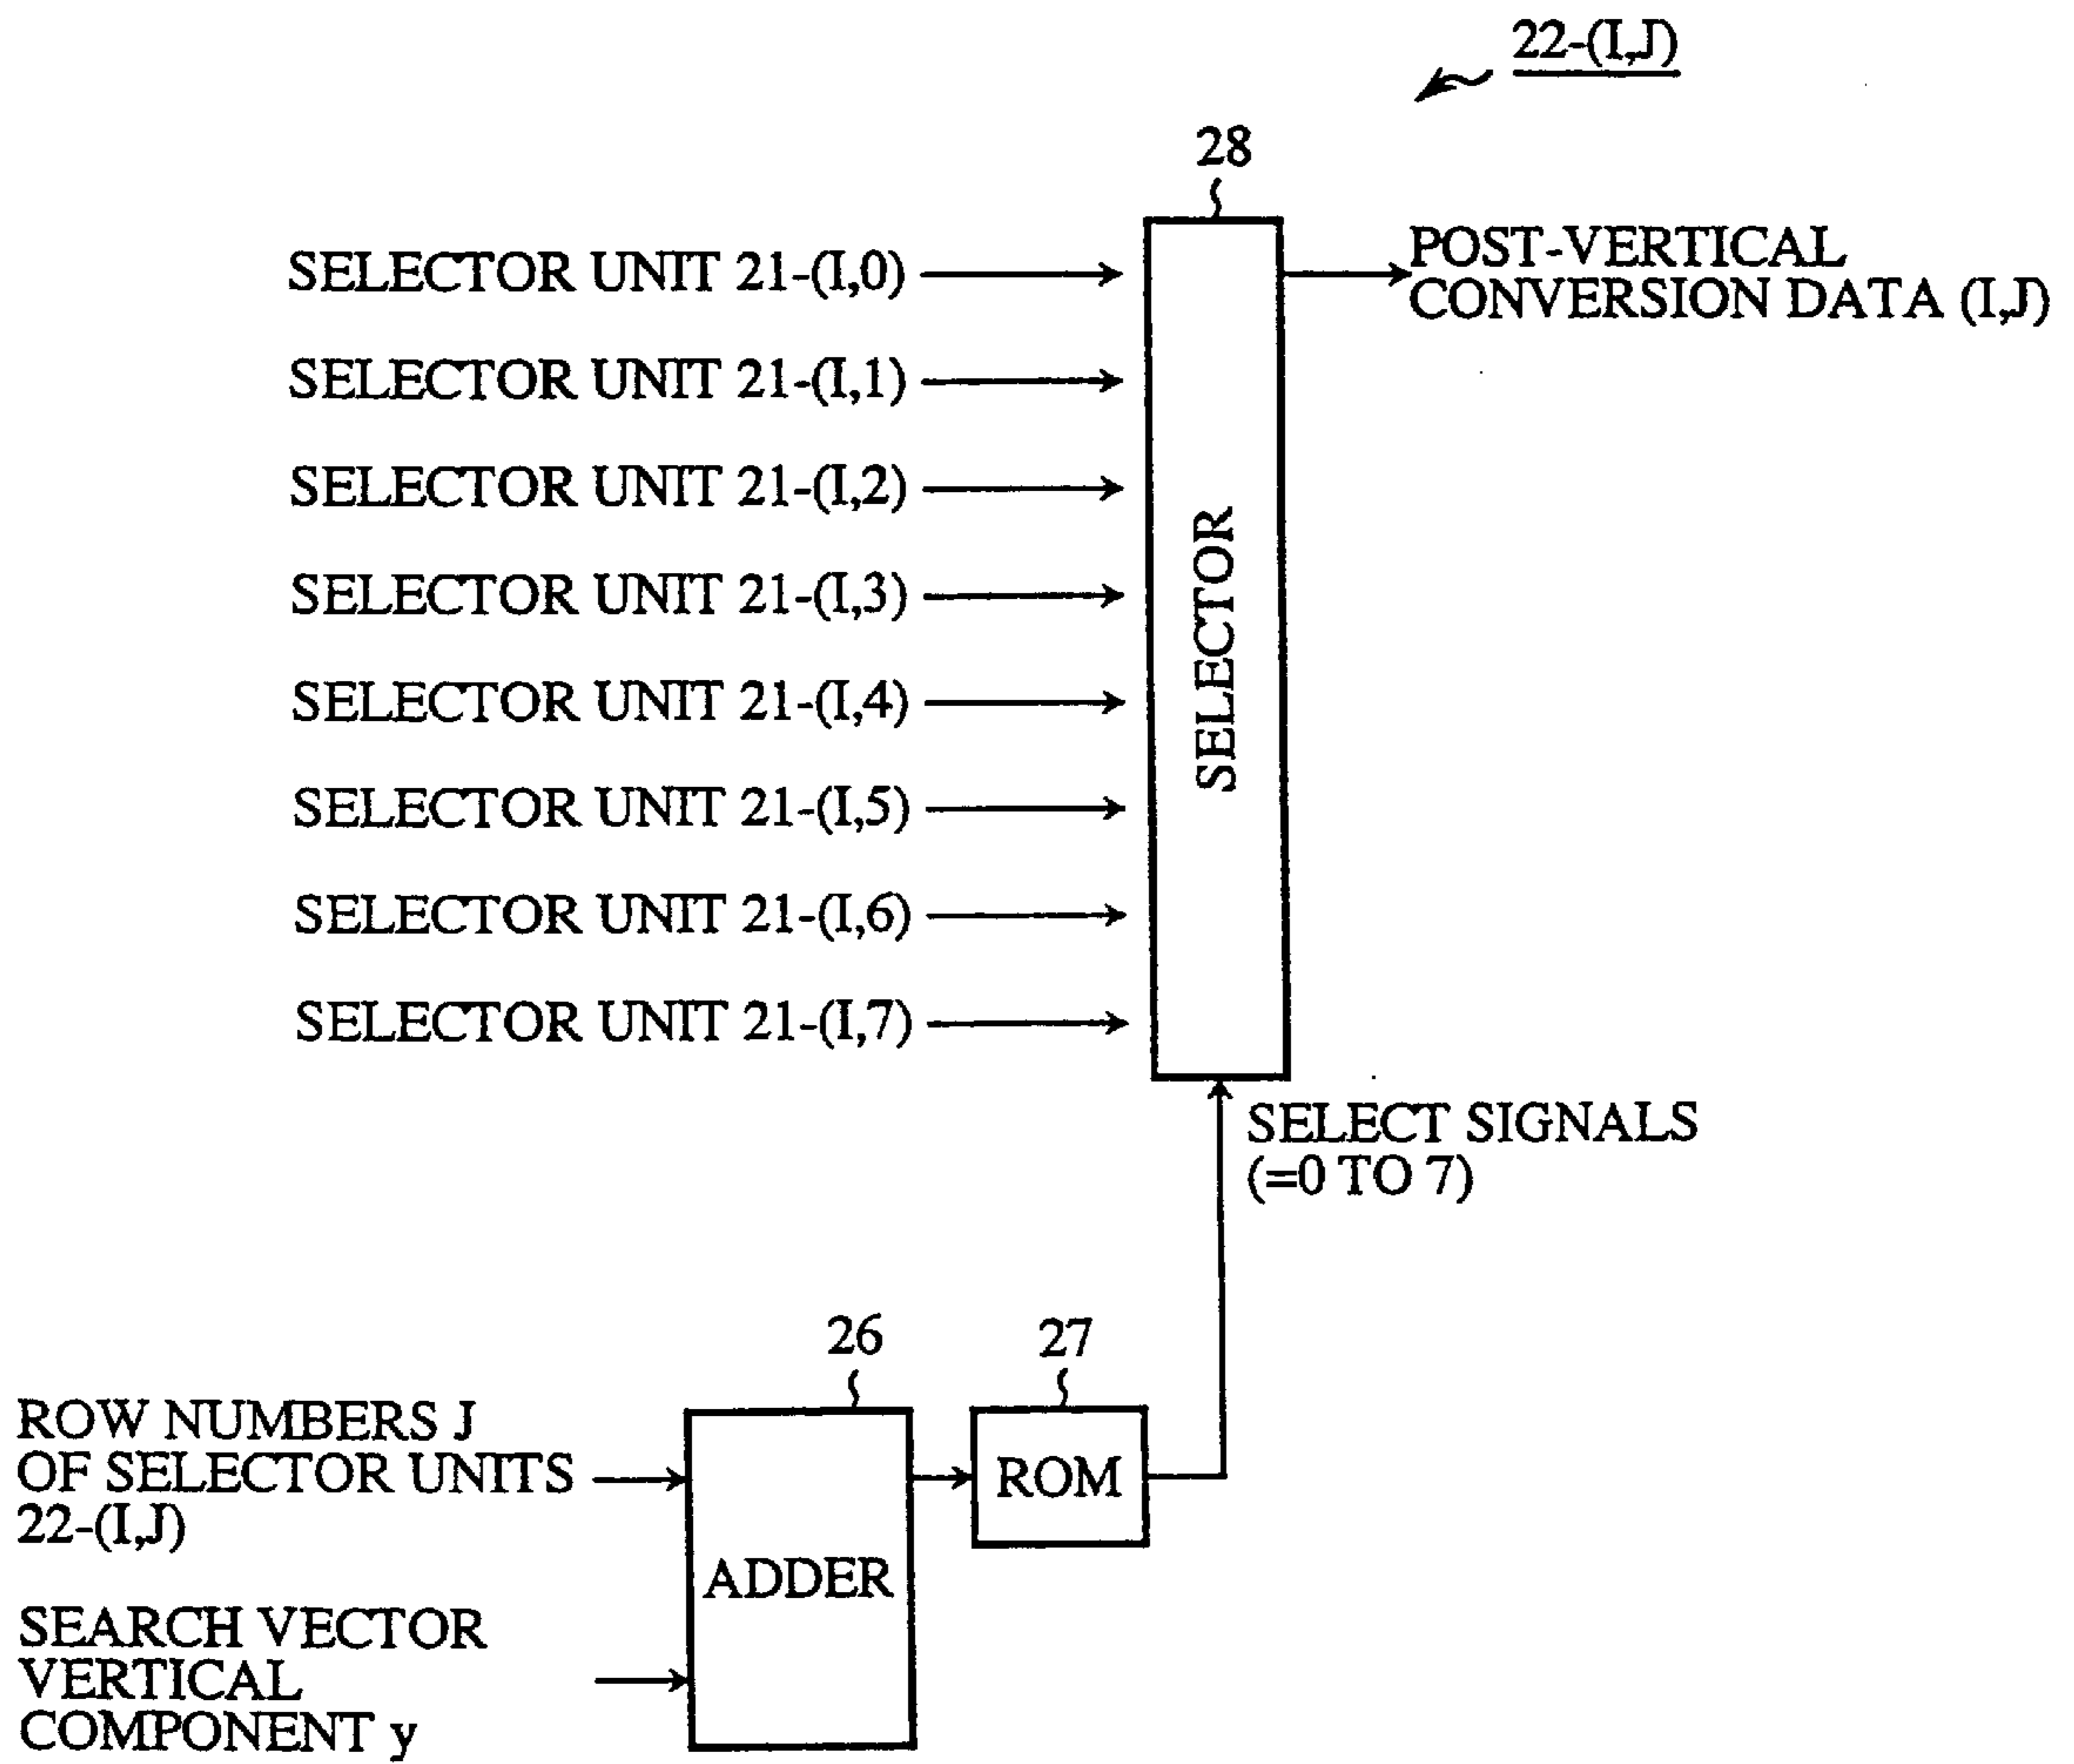 22-(I,J)
28
SELECTOR UNIT 21-(I,0)
SELECTOR UNIT 21-(I,1)
SELECTOR UNIT 21-(I,2)
SELECTOR UNIT 21-(I,3)
SELECTOR UNIT 21-(I,4)
SELECTOR UNIT 21-(I,5)
SELECTOR UNIT 21-(I,6)
SELECTOR UNIT 21-(I,7)
SELECTOR
POST-VERTICAL
CONVERSION DATA (I,J)
SELECT SIGNALS
(=0 TO 7)
26
27
ROW NUMBERS J
OF SELECTOR UNITS
22-(I,J)
SEARCH VECTOR
VERTICAL
COMPONENT y
ADDER
ROM